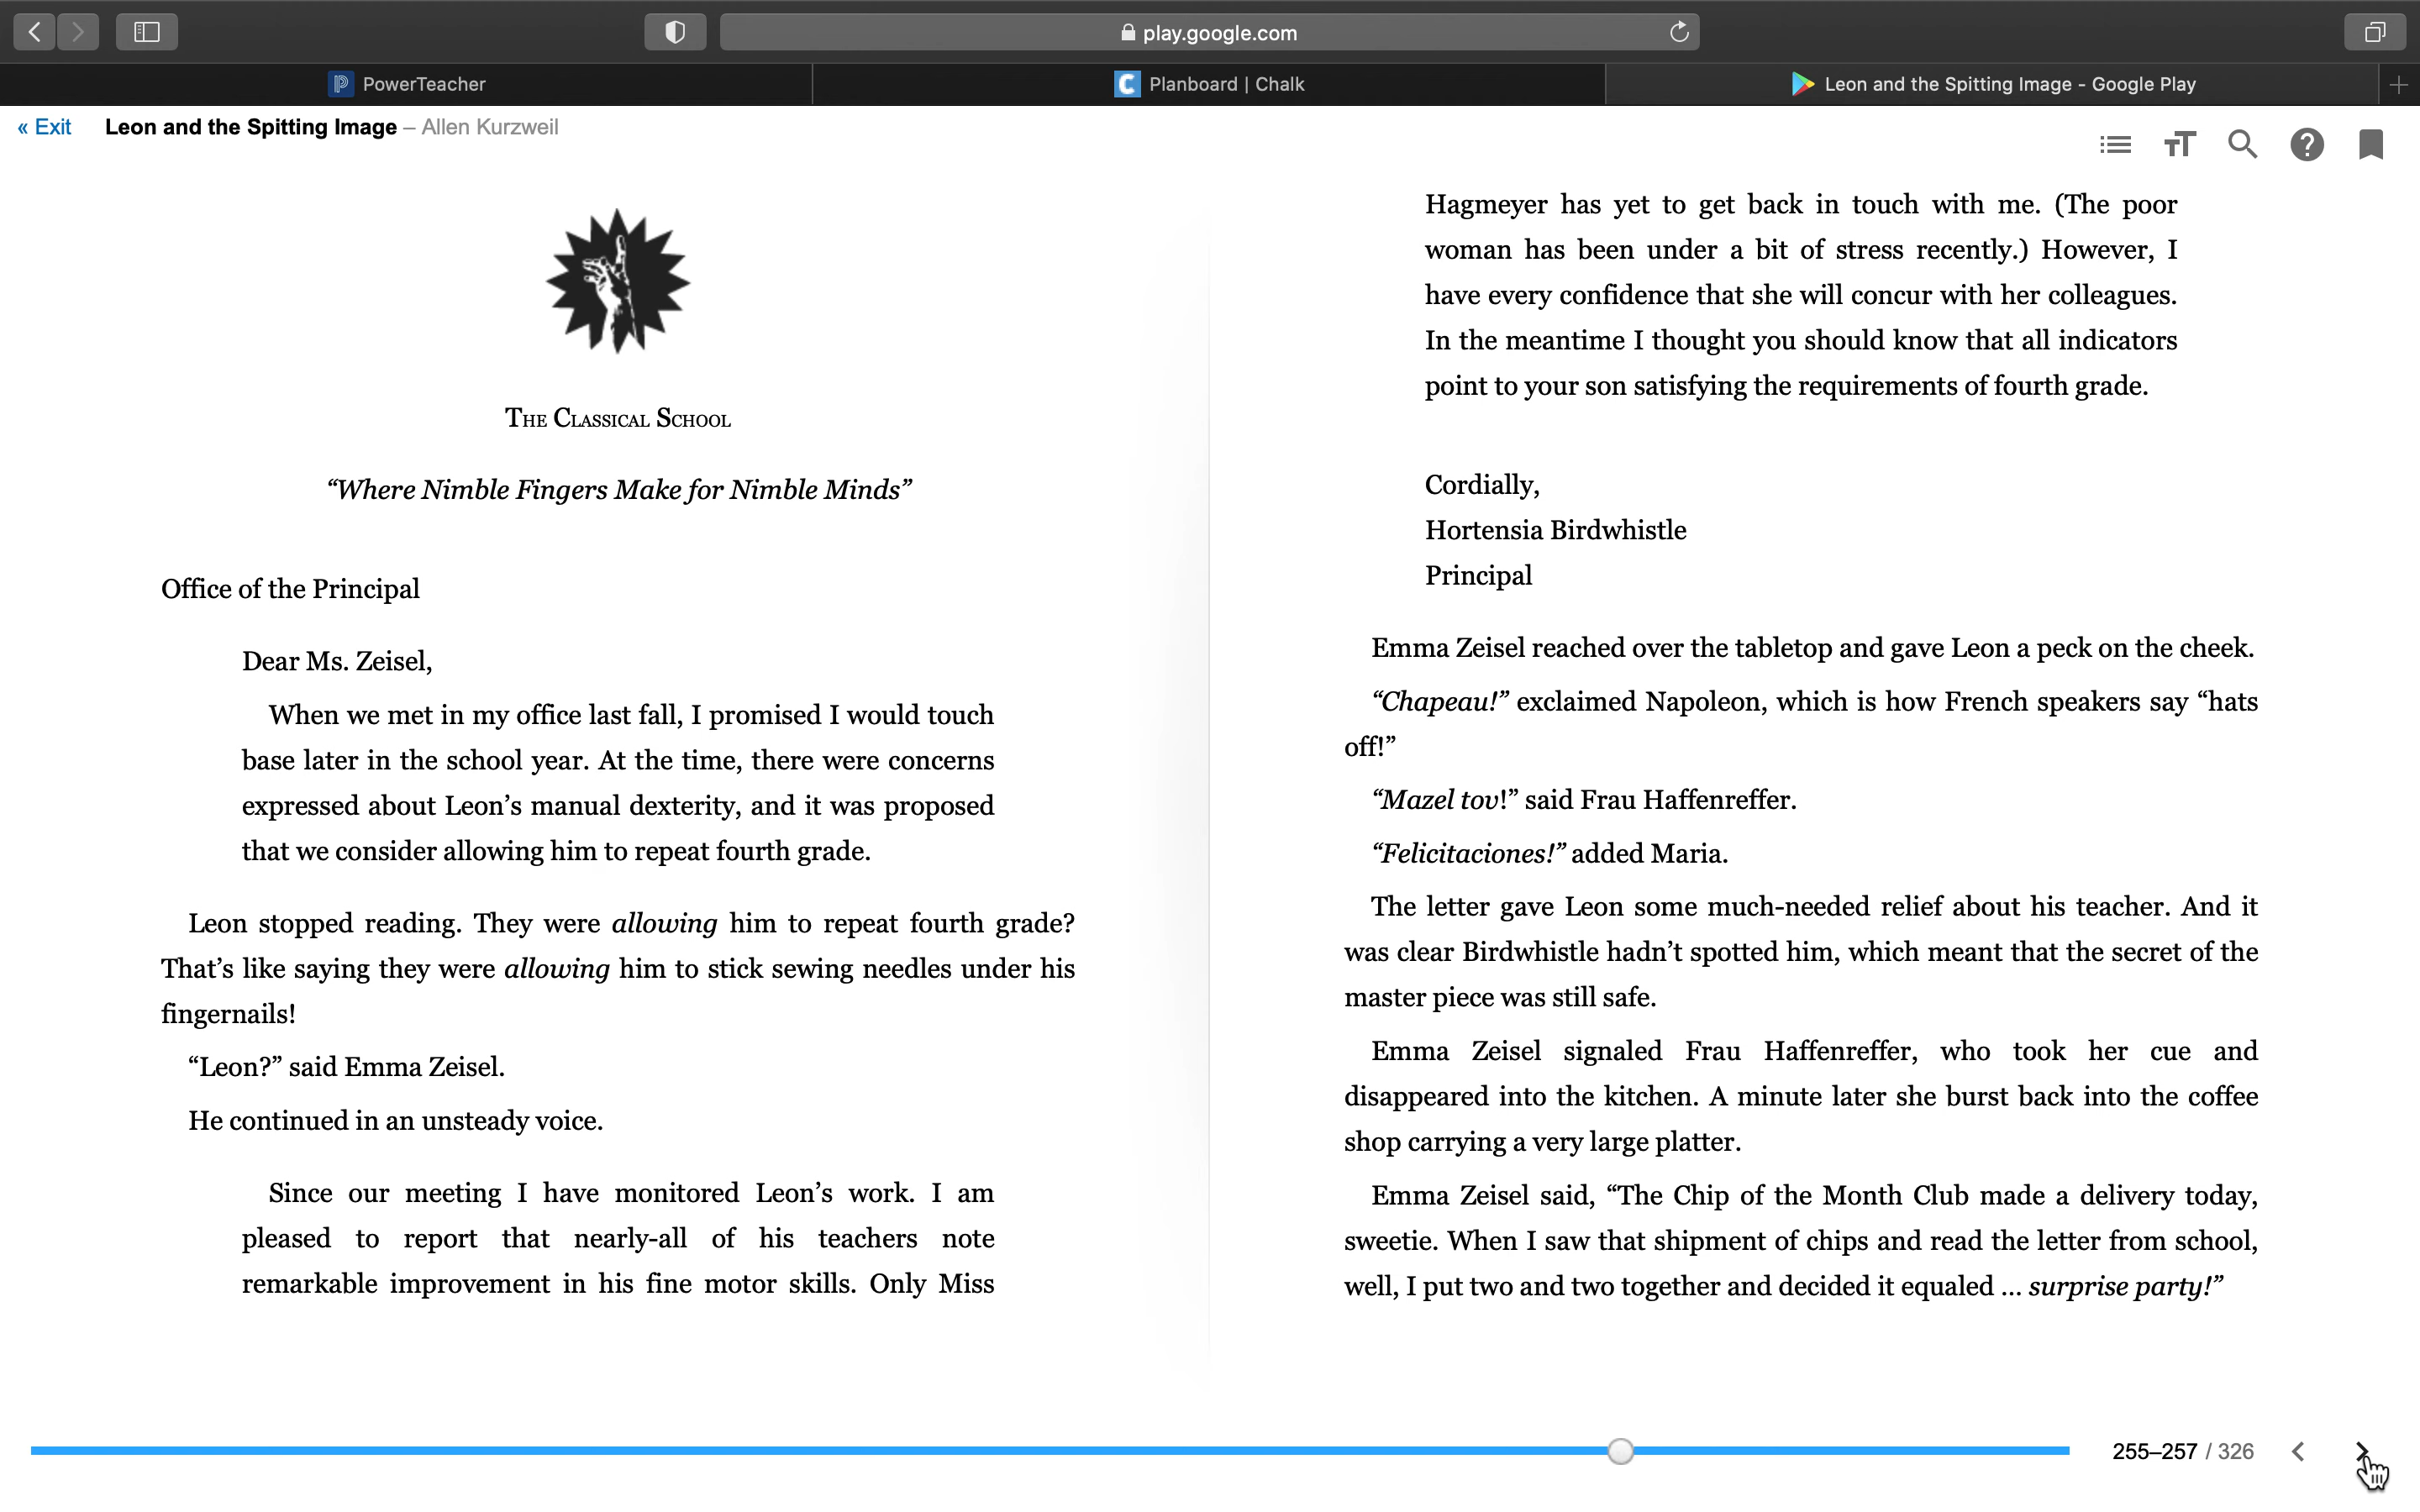 play.google.com
PowerTeacher
Planboard | Chalk
Leon and the Spitting Image - Google Play
« Exit
Leon and the Spitting Image – Allen Kurzweil
THE CLASSICAL SCHOOL
“Where Nimble Fingers Make for Nimble Minds”
Office of the Principal
Dear Ms. Zeisel,
When we met in my office last fall, I promised I would touch
base later in the school year. At the time, there were concerns
expressed about Leon’s manual dexterity, and it was proposed
that we consider allowing him to repeat fourth grade.
Leon stopped reading. They were allowing him to repeat fourth grade?
That’s like saying they were allowing him to stick sewing needles under his
fingernails!
“Leon?” said Emma Zeisel.
He continued in an unsteady voice.
Since our meeting I have monitored Leon’s work. I am
pleased to report that nearly-all of his teachers note
remarkable improvement in his fine motor skills. Only Miss
Hagmeyer has yet to get back in touch with me. (The poor
woman has been under a bit of stress recently.) However, I
have every confidence that she will concur with her colleagues.
In the meantime I thought you should know that all indicators
point to your son satisfying the requirements of fourth grade.
Cordially,
Hortensia Birdwhistle
Principal
Emma Zeisel reached over the tabletop and gave Leon a peck on the cheek.
“Chapeau!” exclaimed Napoleon, which is how French speakers say “hats
off!”
“Mazel tov!” said Frau Haffenreffer.
“Felicitaciones!” added Maria.
The letter gave Leon some much-needed relief about his teacher. And it
was clear Birdwhistle hadn’t spotted him, which meant that the secret of the
master piece was still safe.
Emma Zeisel signaled Frau Haffenreffer, who took her cue and
disappeared into the kitchen. A minute later she burst back into the coffee
shop carrying a very large platter.
Emma Zeisel said, “The Chip of the Month Club made a delivery today,
sweetie. When I saw that shipment of chips and read the letter from school,
well, I put two and two together and decided it equaled ... surprise party!”
255–257 / 326